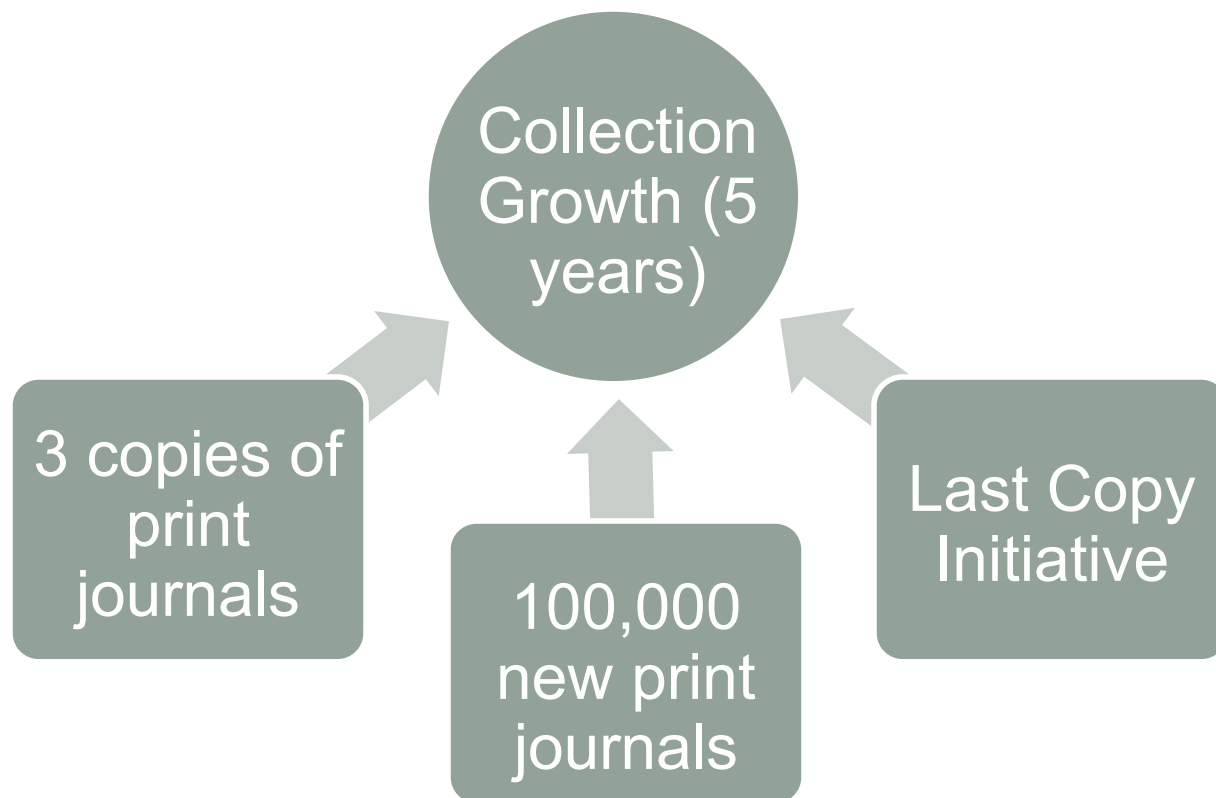 Collection
Growth (5
years)
3 copies of
print
journals
100,000
new print
journals
Last Copy
Initiative